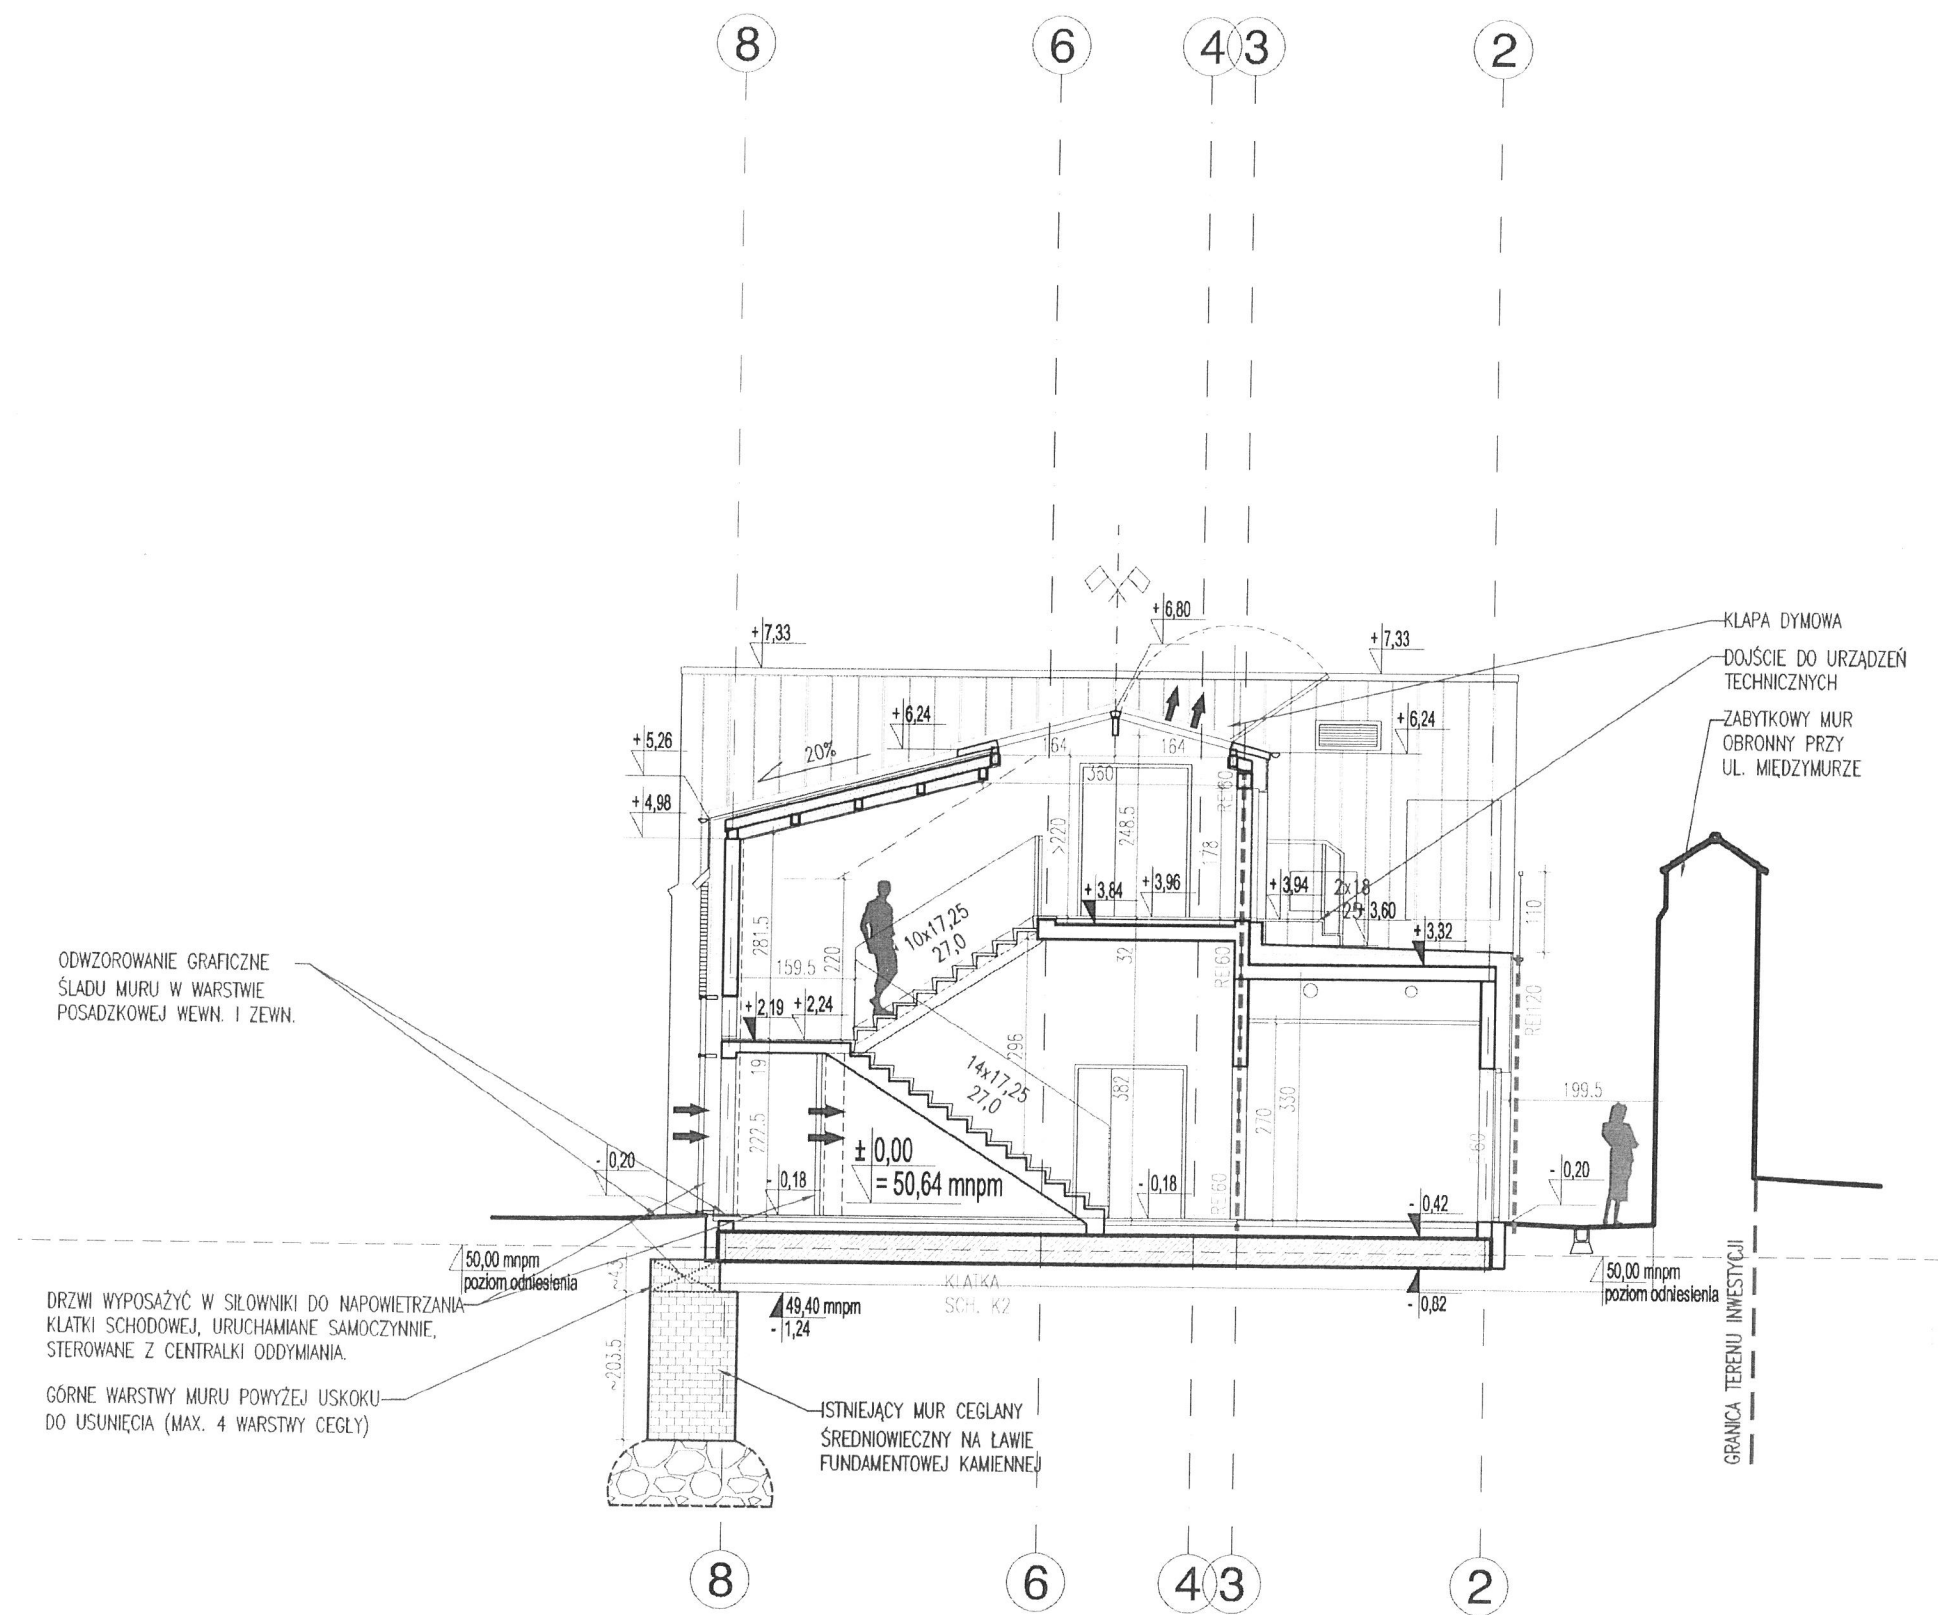 8
6
4
3
2
+ 6,80
+ 7,33
+ 7,33
KLAPA DYMOWA
DOJŚCIE DO URZĄDZEŃ
TECHNICZNYCH
ZABYTKOWY MUR
OBRONNY PRZY
UL. MIĘDZYMURZE
+ 6,24
+ 6,24
+ 5,26
20%
164
164
360
REI60
+ 4,98
>220
248.5
178
+ 3,84
+ 3,96
+ 3,94
2x18
25
+ 3,60
110
+ 3,32
10x17,25
27,0
281.5
159.5
220
32
REI60
REI120
ODWZOROWANIE GRAFICZNE
ŚLADU MURU W WARSTWIE
POSADZKOWEJ WEWN. I ZEWN.
+ 2,19
+ 2,24
19
296
14x17,25
27,0
382
270
330
199.5
222.5
± 0,00
= 50,64 mnpm
- 0,20
- 0,18
- 0,18
REI60
- 0,42
- 0,20
50,00 mnpm
poziom odniesienia
~43
KLATKA
SCH. K2
50,00 mnpm
poziom odniesienia
DRZWI WYPOSAŻYĆ W SIŁOWNIKI DO NAPOWIETRZANIA
KLATKI SCHODOWEJ, URUCHAMIANE SAMOCZYNNIE,
STEROWANE Z CENTRALKI ODDYMIANIA.
49,40 mnpm
- 1,24
- 0,82
GRANICA TERENU INWESTYCJI
~203.5
GÓRNE WARSTWY MURU POWYŻEJ USKOKU
DO USUNIĘCIA (MAX. 4 WARSTWY CEGŁY)
ISTNIEJĄCY MUR CEGLANY
ŚREDNIOWIECZNY NA ŁAWIE
FUNDAMENTOWEJ KAMIENNEJ
8
6
4
3
2